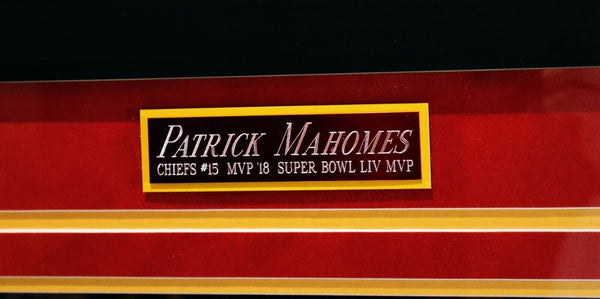 PATRICK MAHOMES
CHIEFS #15 MVP '18 SUPER BOWL LIV MVP